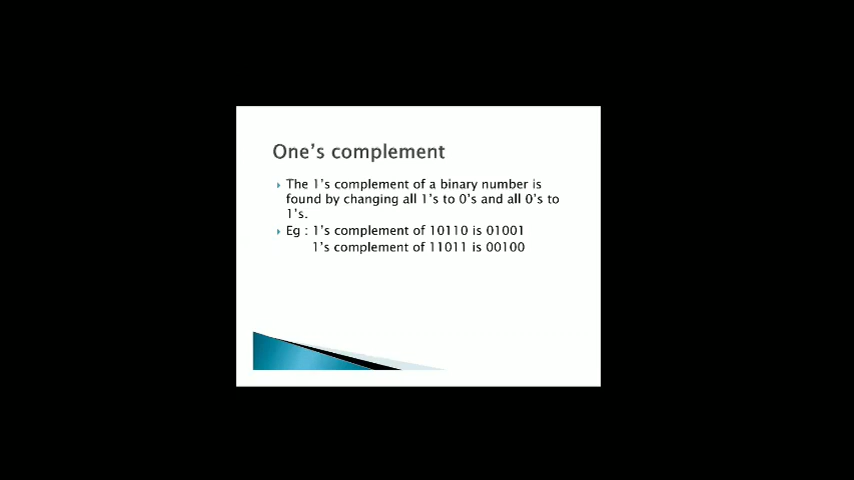 One's complement
The 1's complement of a binary number is
found by changing all 1's to 0's and all 0's to
1's.
Eg : 1's complement of 10110 is 01001
1's complement of 11011 is 00100